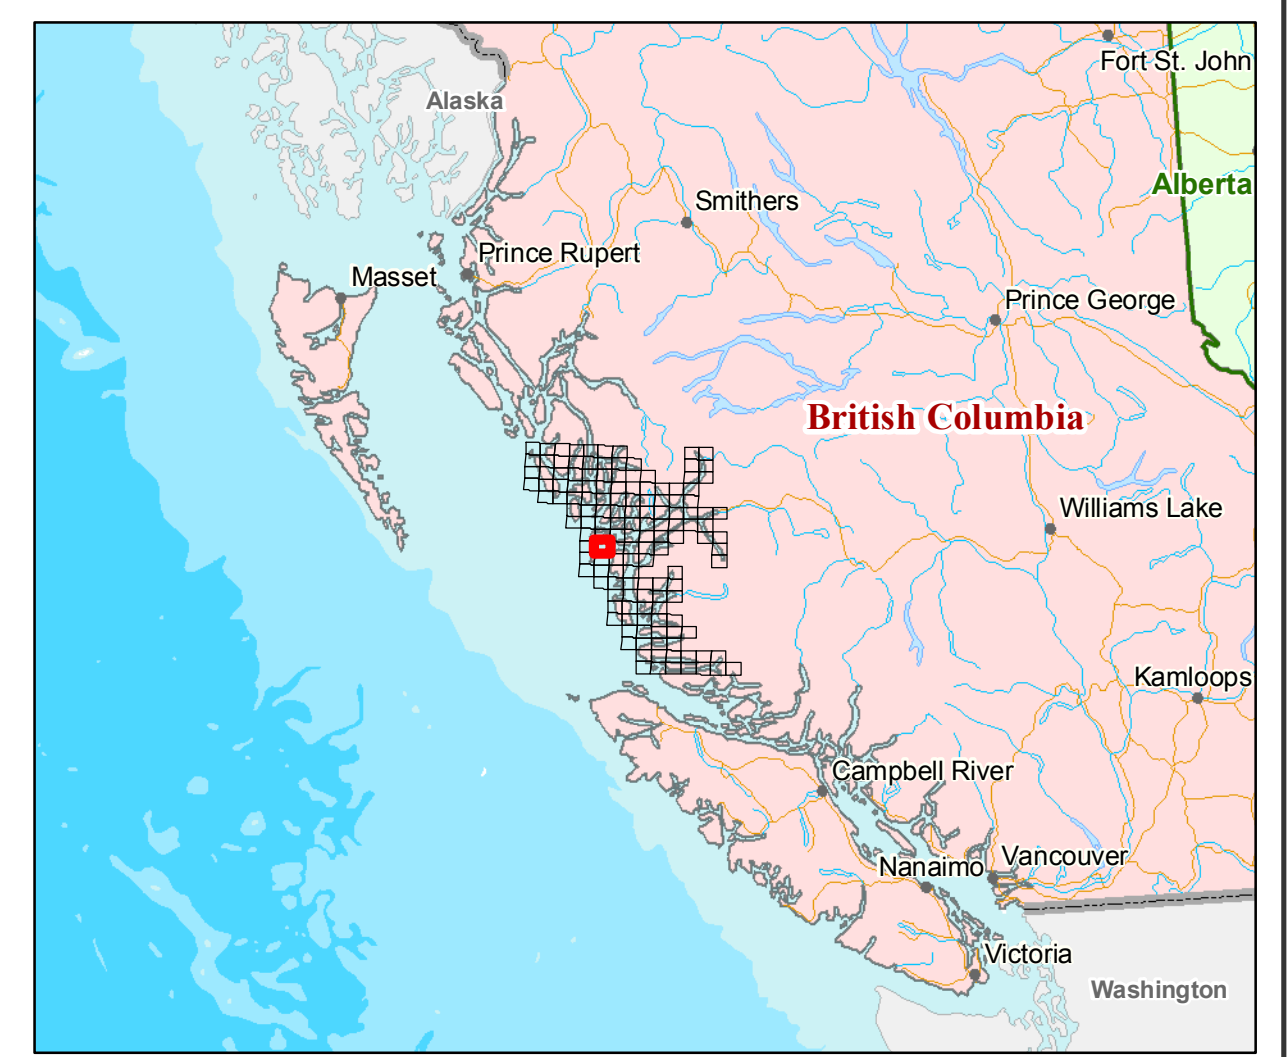 Fort St. John
Alaska
Alberta
Smithers
Prince Rupert
Masset
Prince George
British Columbia
Williams Lake
Kamloops
Campbell River
Vancouver
Nanaimo
Victoria
Washington